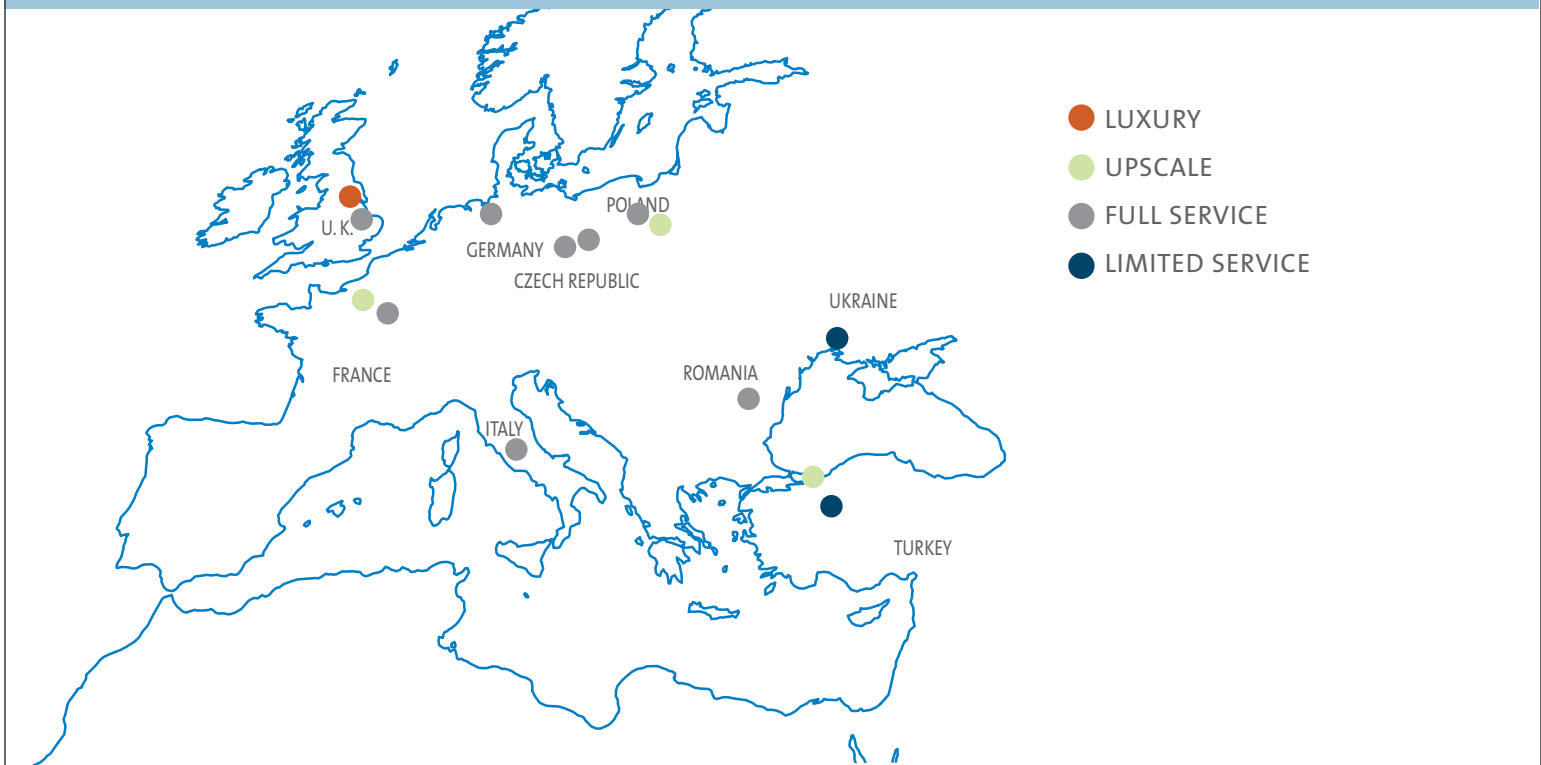 LUXURY
UPSCALE
FULL SERVICE
LIMITED SERVICE
U. K.
POLAND
GERMANY
CZECH REPUBLIC
UKRAINE
FRANCE
ROMANIA
ITALY
TURKEY